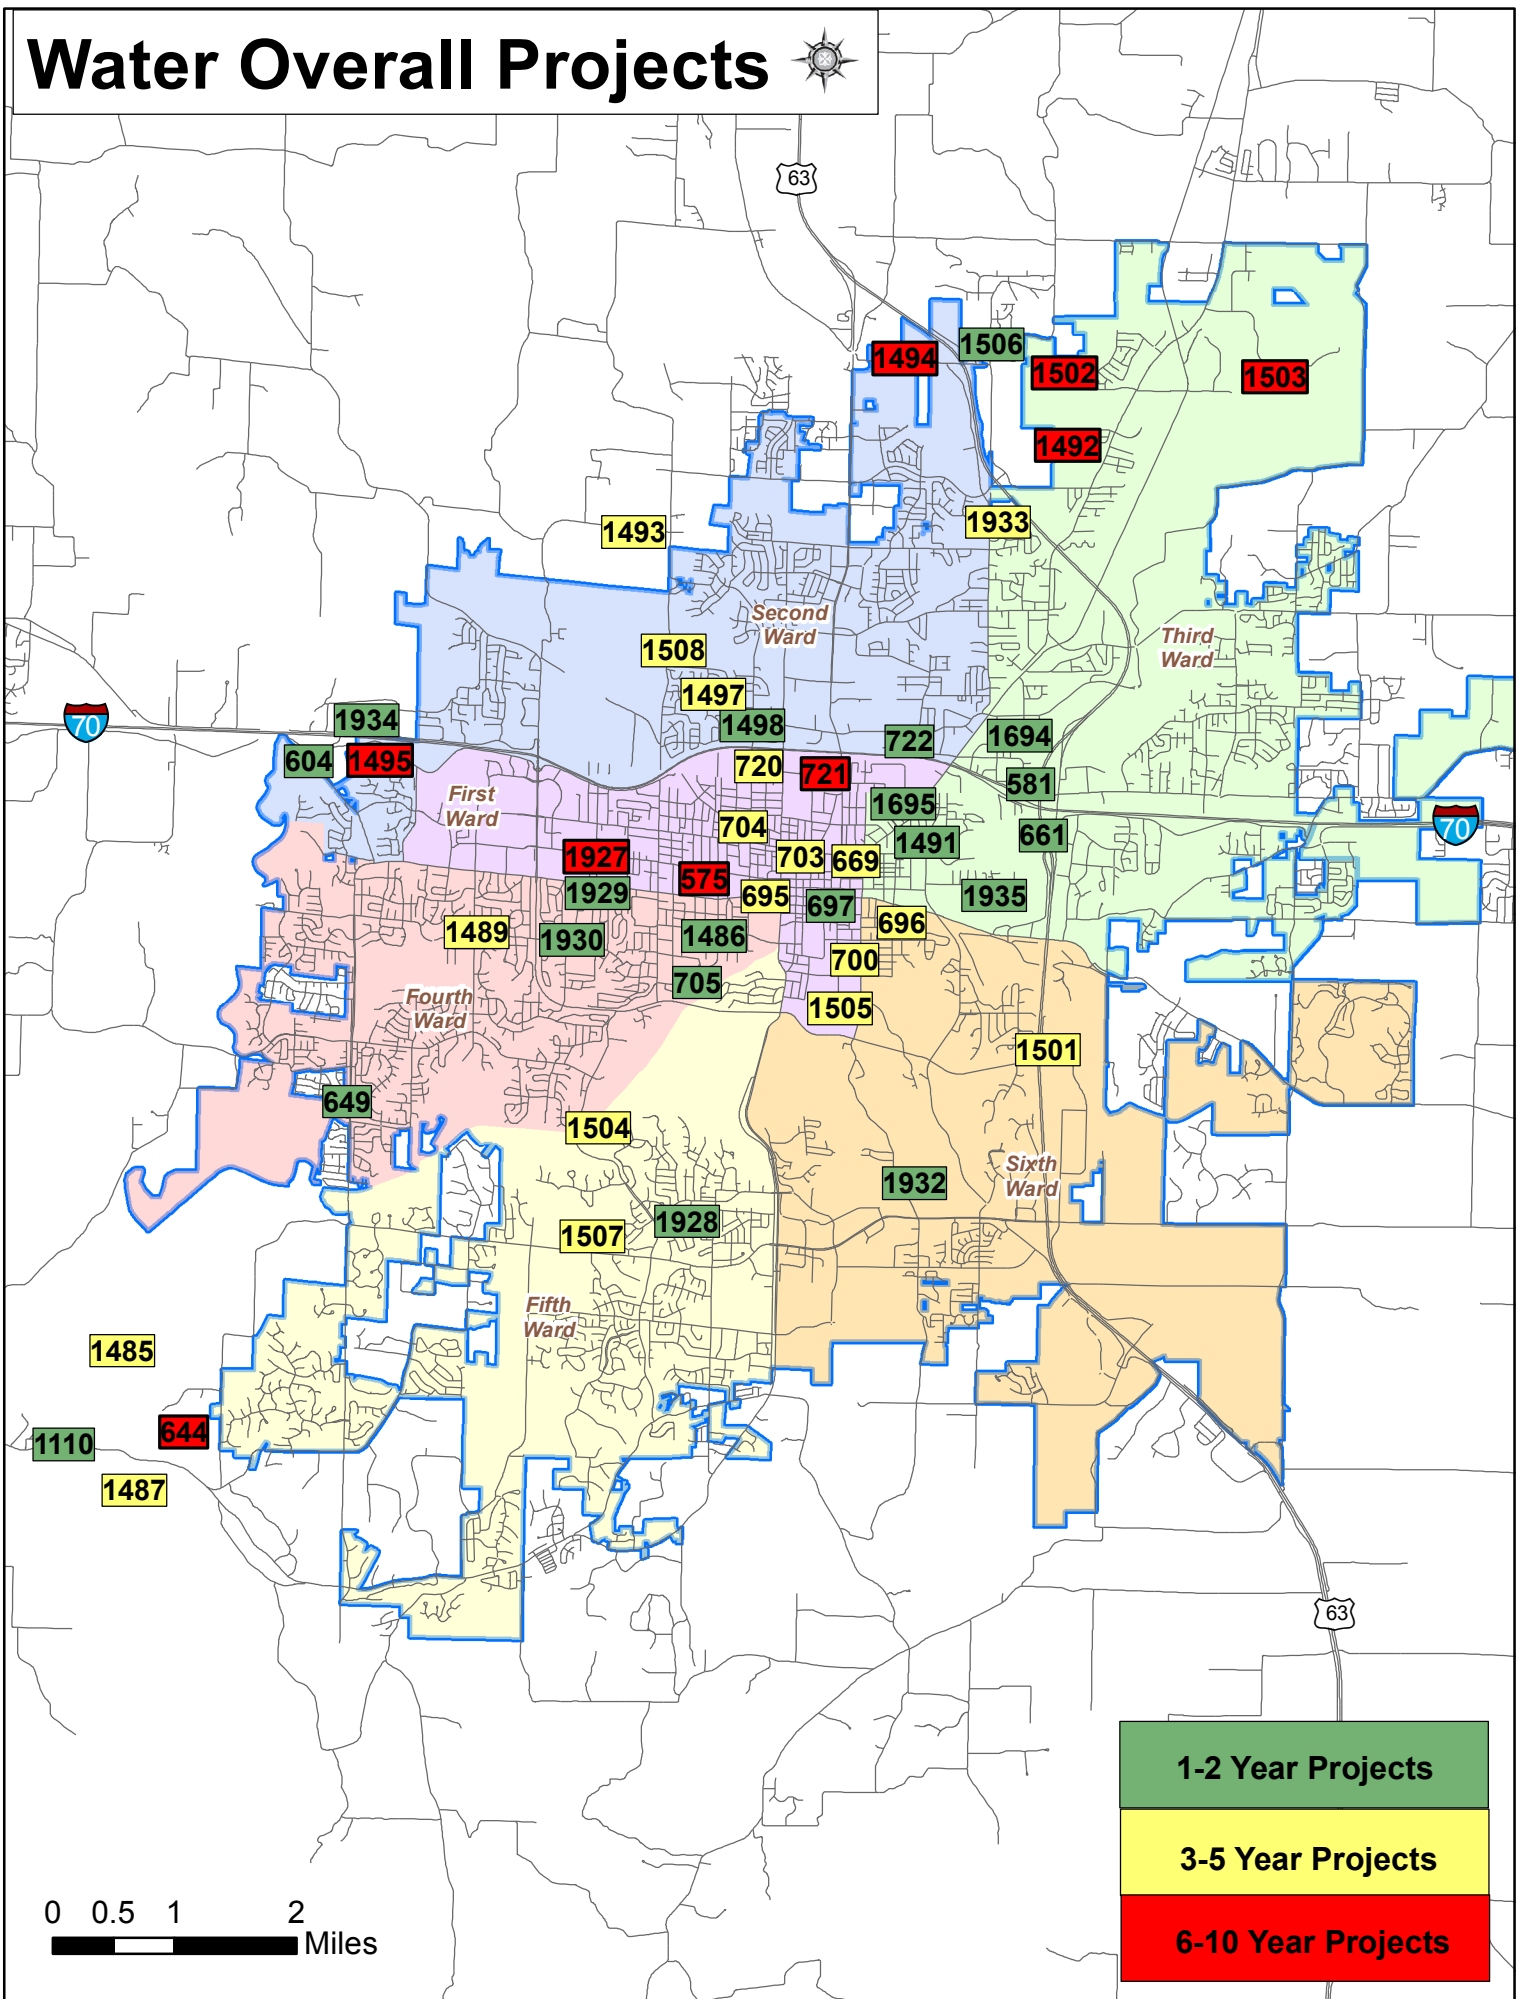 Water Overall Projects
63
1506
1494
1502
1503
1492
1933
1493
Second
Ward
Third
Ward
1508
1497
1498
1934
70
722
1694
604
1495
720
721
581
First
Ward
1695
70
704
1491
661
1927
703
669
575
1929
695
697
1935
696
1489
1930
1486
700
705
Fourth
Ward
1505
1501
649
1504
Sixth
Ward
1932
1928
1507
Fifth
Ward
1485
644
1110
1487
63
1-2 Year Projects
3-5 Year Projects
6-10 Year Projects
0 0.5 1 2
Miles